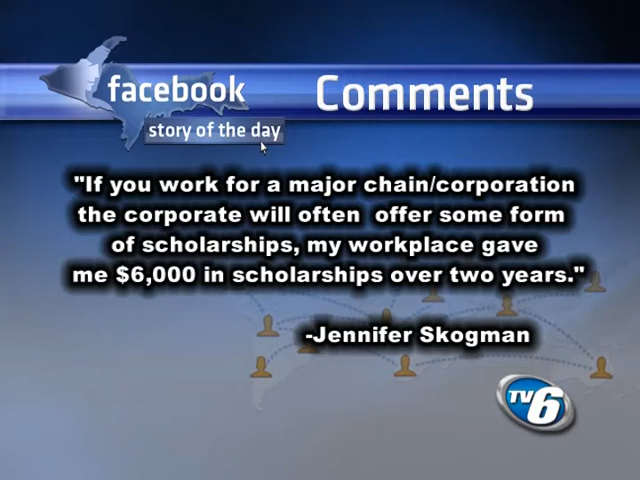 facebook
Comments
story of the day
"If you work for a major chain/corporation
the corporate will often offer some form
of scholarships, my workplace gave
me $6,000 in scholarships over two years."
-Jennifer Skogman
TV6